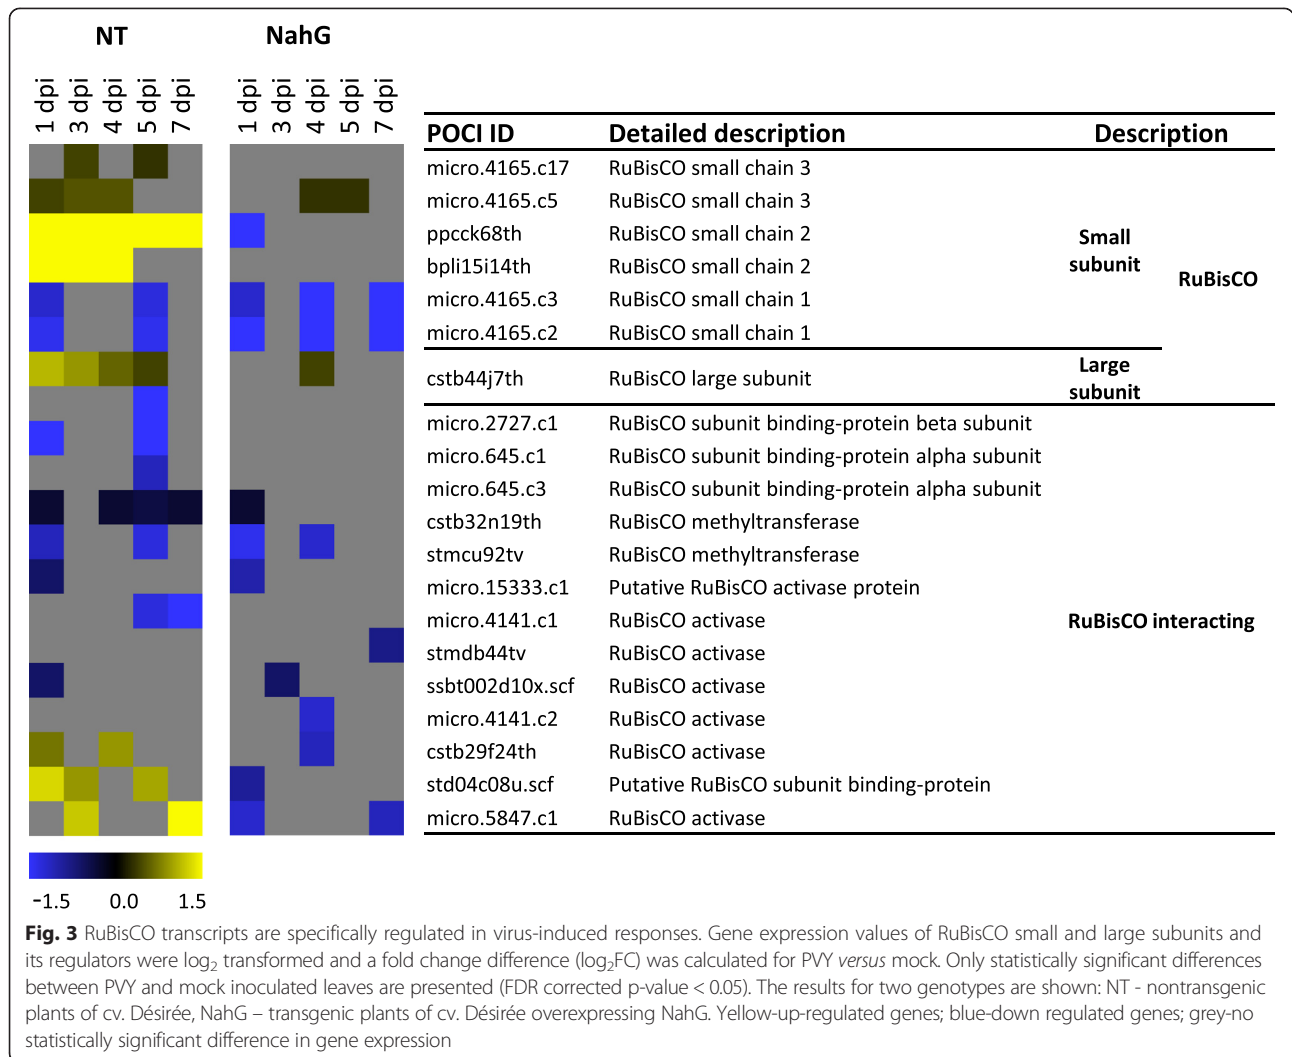 NT NahG
1 dpi 3 dpi 4 dpi 5 dpi 7 dpi 1 dpi 3 dpi 4 dpi 5 dpi 7 dpi
POCI ID Detailed description Description
micro.4165.c17 RuBisCO small chain 3
micro.4165.c5 RuBisCO small chain 3
ppcck68th RuBisCO small chain 2
Small
subunit
bpli15i14th RuBisCO small chain 2
RuBisCO
micro.4165.c3 RuBisCO small chain 1
micro.4165.c2 RuBisCO small chain 1
cstb44j7th RuBisCO large subunit
Large
subunit
micro.2727.c1 RuBisCO subunit binding-protein beta subunit
micro.645.c1 RuBisCO subunit binding-protein alpha subunit
micro.645.c3 RuBisCO subunit binding-protein alpha subunit
cstb32n19th RuBisCO methyltransferase
stmcu92tv RuBisCO methyltransferase
micro.15333.c1 Putative RuBisCO activase protein
micro.4141.c1 RuBisCO activase RuBisCO interacting
stmdb44tv RuBisCO activase
ssbt002d10x.scf RuBisCO activase
micro.4141.c2 RuBisCO activase
cstb29f24th RuBisCO activase
std04c08u.scf Putative RuBisCO subunit binding-protein
micro.5847.c1 RuBisCO activase
-1.5 0.0 1.5
Fig. 3 RuBisCO transcripts are specifically regulated in virus-induced responses. Gene expression values of RuBisCO small and large subunits and
its regulators were log2 transformed and a fold change difference (log2FC) was calculated for PVY versus mock. Only statistically significant differences
between PVY and mock inoculated leaves are presented (FDR corrected p-value < 0.05). The results for two genotypes are shown: NT - nontransgenic
plants of cv. Désirée, NahG – transgenic plants of cv. Désirée overexpressing NahG. Yellow-up-regulated genes; blue-down regulated genes; grey-no
statistically significant difference in gene expression